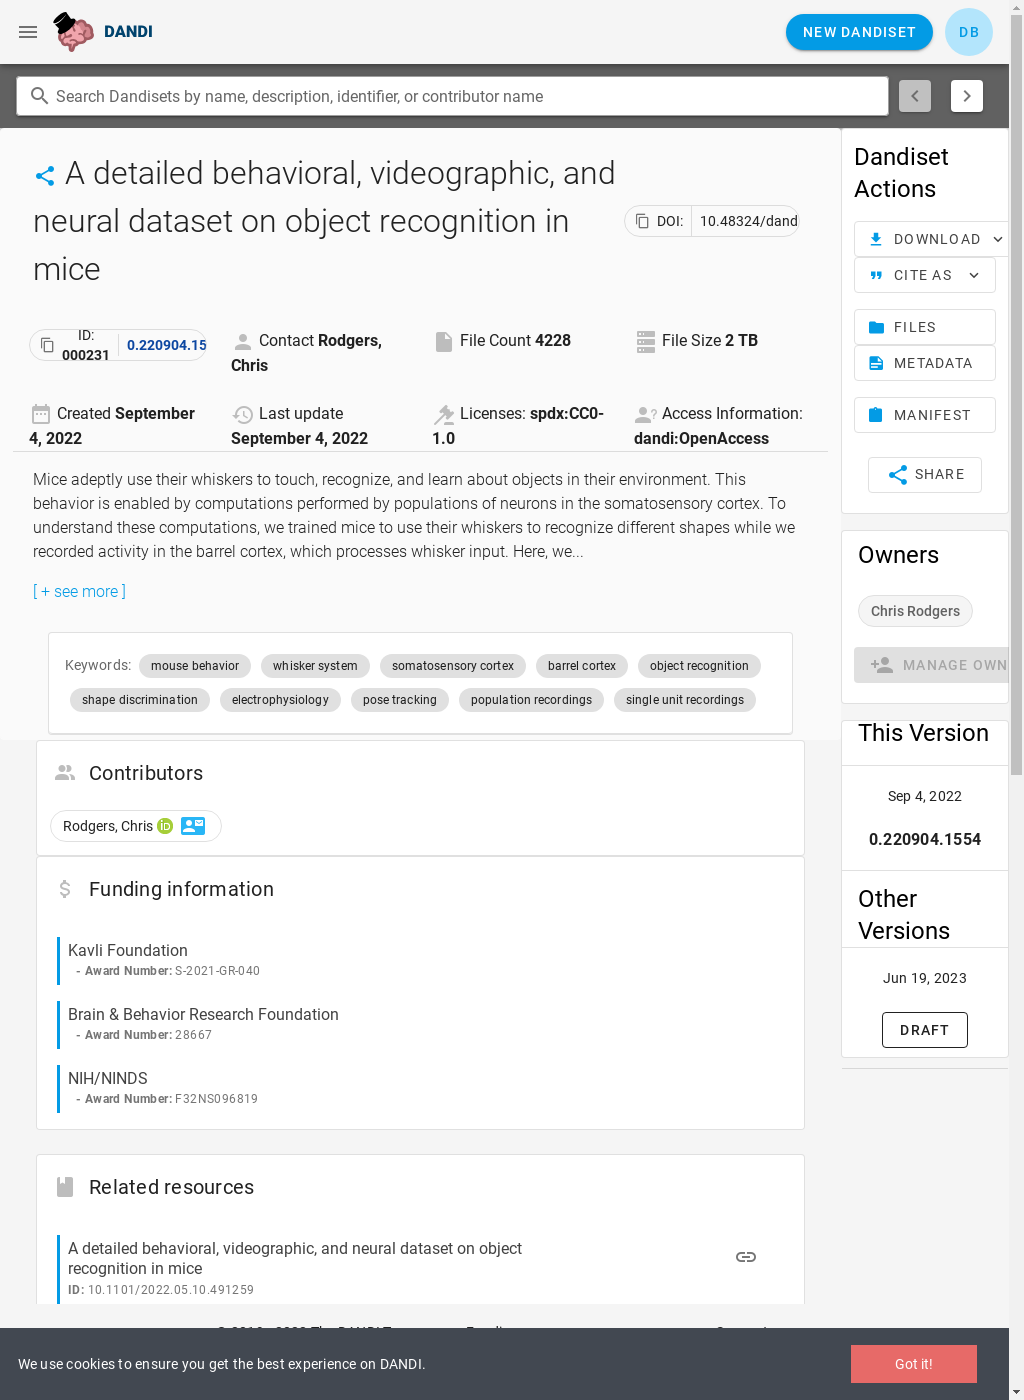 DANDI
NEW DANDISET
DB
Search Dandisets by name, description, identifier, or contributor name
A detailed behavioral, videographic, and
neural dataset on object recognition in
mice
DOI: 10.48324/dand
ID:
000231
0.220904.15
Contact Rodgers,
Chris
File Count 4228
File Size 2 TB
Created September
4, 2022
Last update
September 4, 2022
Licenses: spdx:CC0-
1.0
Access Information:
dandi:OpenAccess
Mice adeptly use their whiskers to touch, recognize, and learn about objects in their environment. This
behavior is enabled by computations performed by populations of neurons in the somatosensory cortex. To
understand these computations, we trained mice to use their whiskers to recognize different shapes while we
recorded activity in the barrel cortex, which processes whisker input. Here, we...
[ + see more ]
Keywords: mouse behavior whisker system somatosensory cortex barrel cortex object recognition
shape discrimination electrophysiology pose tracking population recordings single unit recordings
Contributors
Rodgers, Chris iD
Funding information
Kavli Foundation
- Award Number: S-2021-GR-040
Brain & Behavior Research Foundation
- Award Number: 28667
NIH/NINDS
- Award Number: F32NS096819
Related resources
A detailed behavioral, videographic, and neural dataset on object
recognition in mice
ID: 10.1101/2022.05.10.491259
Dandiset
Actions
DOWNLOAD
CITE AS
FILES
METADATA
MANIFEST
SHARE
Owners
Chris Rodgers
MANAGE OWN
This Version
Sep 4, 2022
0.220904.1554
Other
Versions
Jun 19, 2023
DRAFT
We use cookies to ensure you get the best experience on DANDI.
Got it!